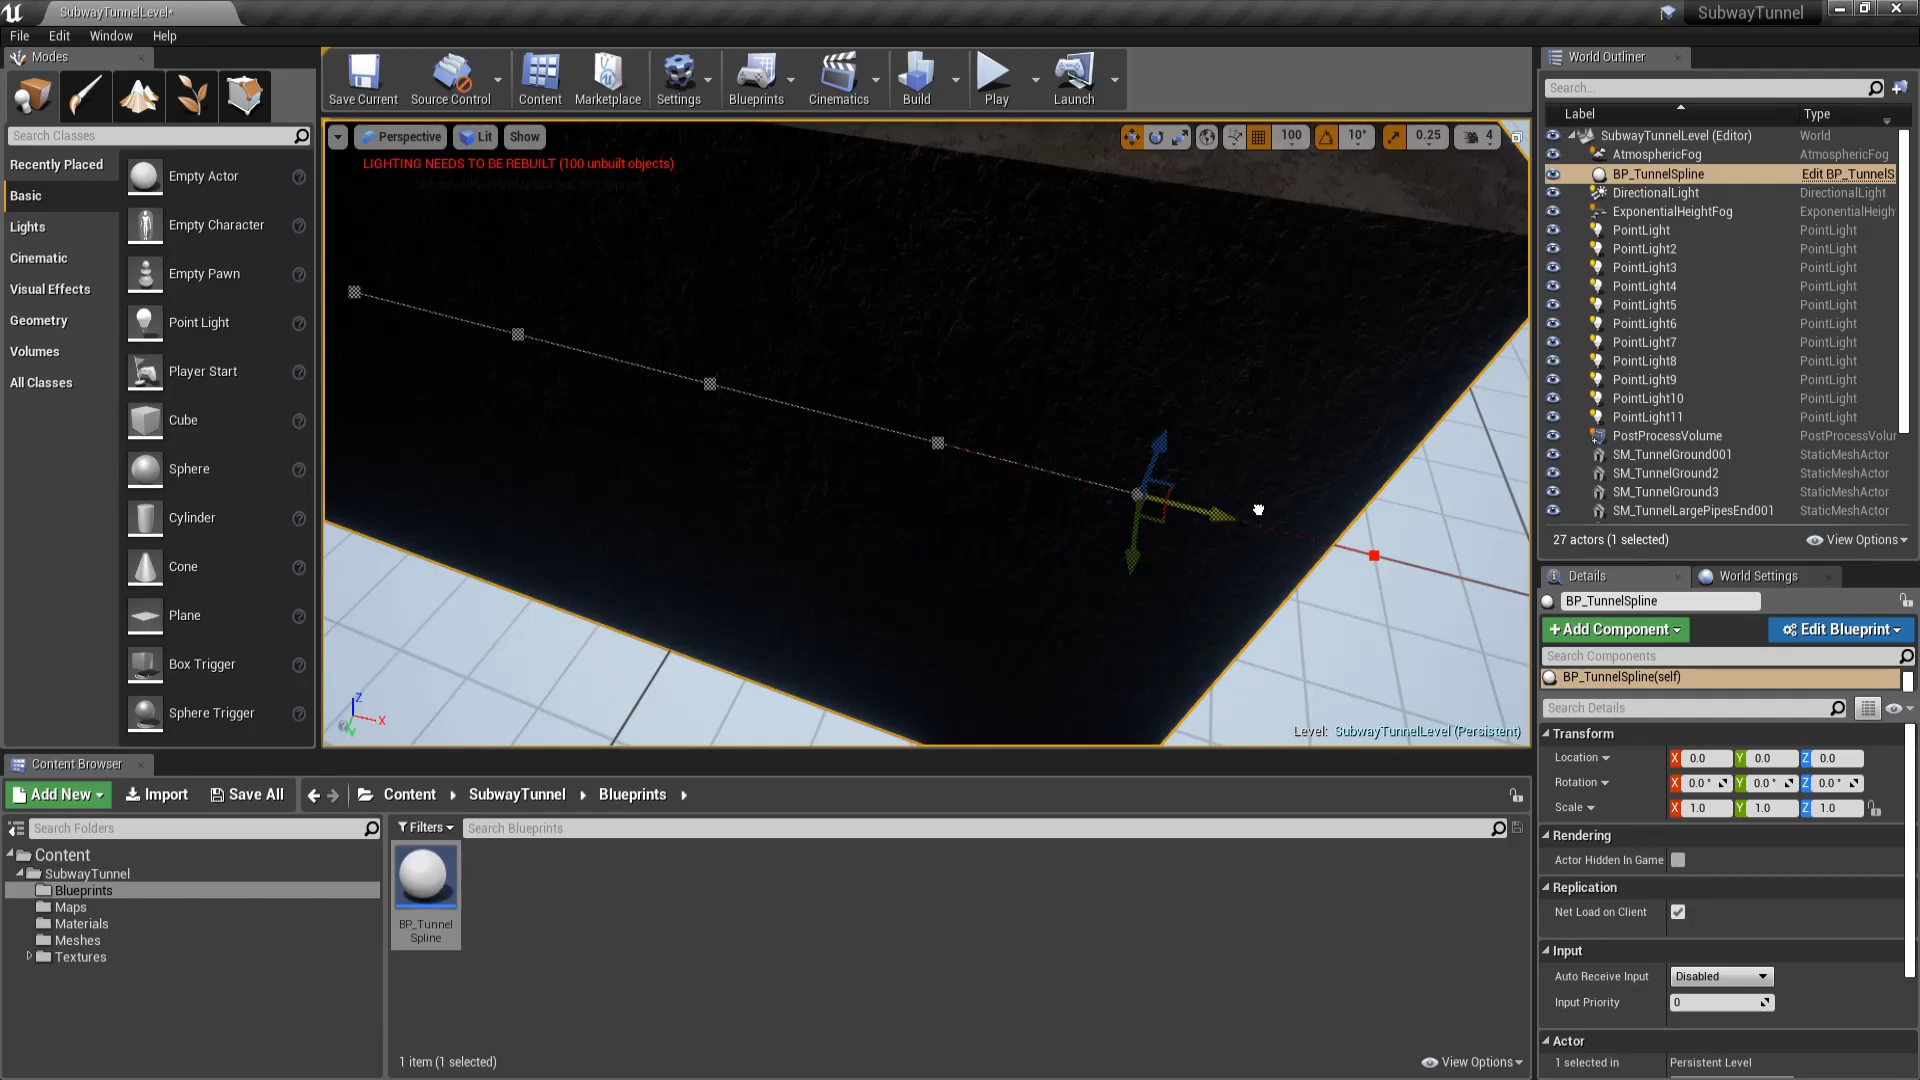 SubwayTunnelLevel*
SubwayTunnel
File Edit Window Help
Modes
Search Classes
Recently Placed
Basic
Lights
Cinematic
Visual Effects
Geometry
Volumes
All Classes
Empty Actor
Empty Character
Empty Pawn
Point Light
Player Start
Cube
Sphere
Cylinder
Cone
Plane
Box Trigger
Sphere Trigger
Save Current Source Control Content Marketplace Settings Blueprints Cinematics Build Play Launch
Perspective Lit Show 100 10° 0.25 4
LIGHTING NEEDS TO BE REBUILT (100 unbuilt objects)
Z
X
Y
Level: SubwayTunnelLevel (Persistent)
World Outliner
Search...
Label Type
SubwayTunnelLevel (Editor) World
AtmosphericFog AtmosphericFog
BP_TunnelSpline Edit BP_TunnelS
DirectionalLight DirectionalLight
ExponentialHeightFog ExponentialHeigh
PointLight PointLight
PointLight2 PointLight
PointLight3 PointLight
PointLight4 PointLight
PointLight5 PointLight
PointLight6 PointLight
PointLight7 PointLight
PointLight8 PointLight
PointLight9 PointLight
PointLight10 PointLight
PointLight11 PointLight
PostProcessVolume PostProcessVolur
SM_TunnelGround001 StaticMeshActor
SM_TunnelGround2 StaticMeshActor
SM_TunnelGround3 StaticMeshActor
SM_TunnelLargePipesEnd001 StaticMeshActor
27 actors (1 selected) View Options
Details World Settings
BP_TunnelSpline
+Add Component Edit Blueprint
Search Components
BP_TunnelSpline(self)
Search Details
Transform
Location X 0.0 Y 0.0 Z 0.0
Rotation X 0.0° Y 0.0° Z 0.0°
Scale X 1.0 Y 1.0 Z 1.0
Rendering
Actor Hidden In Game
Replication
Net Load on Client
Input
Auto Receive Input Disabled
Input Priority 0
Actor
1 selected in Persistent Level
Content Browser
Add New Import Save All Content SubwayTunnel Blueprints
Search Folders
Content
SubwayTunnel
Blueprints
Maps
Materials
Meshes
Textures
Filters Search Blueprints
BP_Tunnel
Spline
1 item (1 selected) View Options